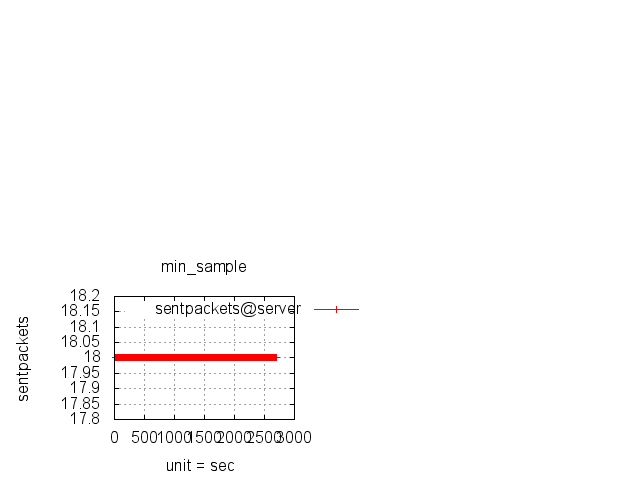 min_sample
18.2
18.15
18.1
18.05
18
17.95
17.9
17.85
17.8
sentpackets@server
sentpackets
0 500 1000 1500 2000 2500 3000
unit = sec